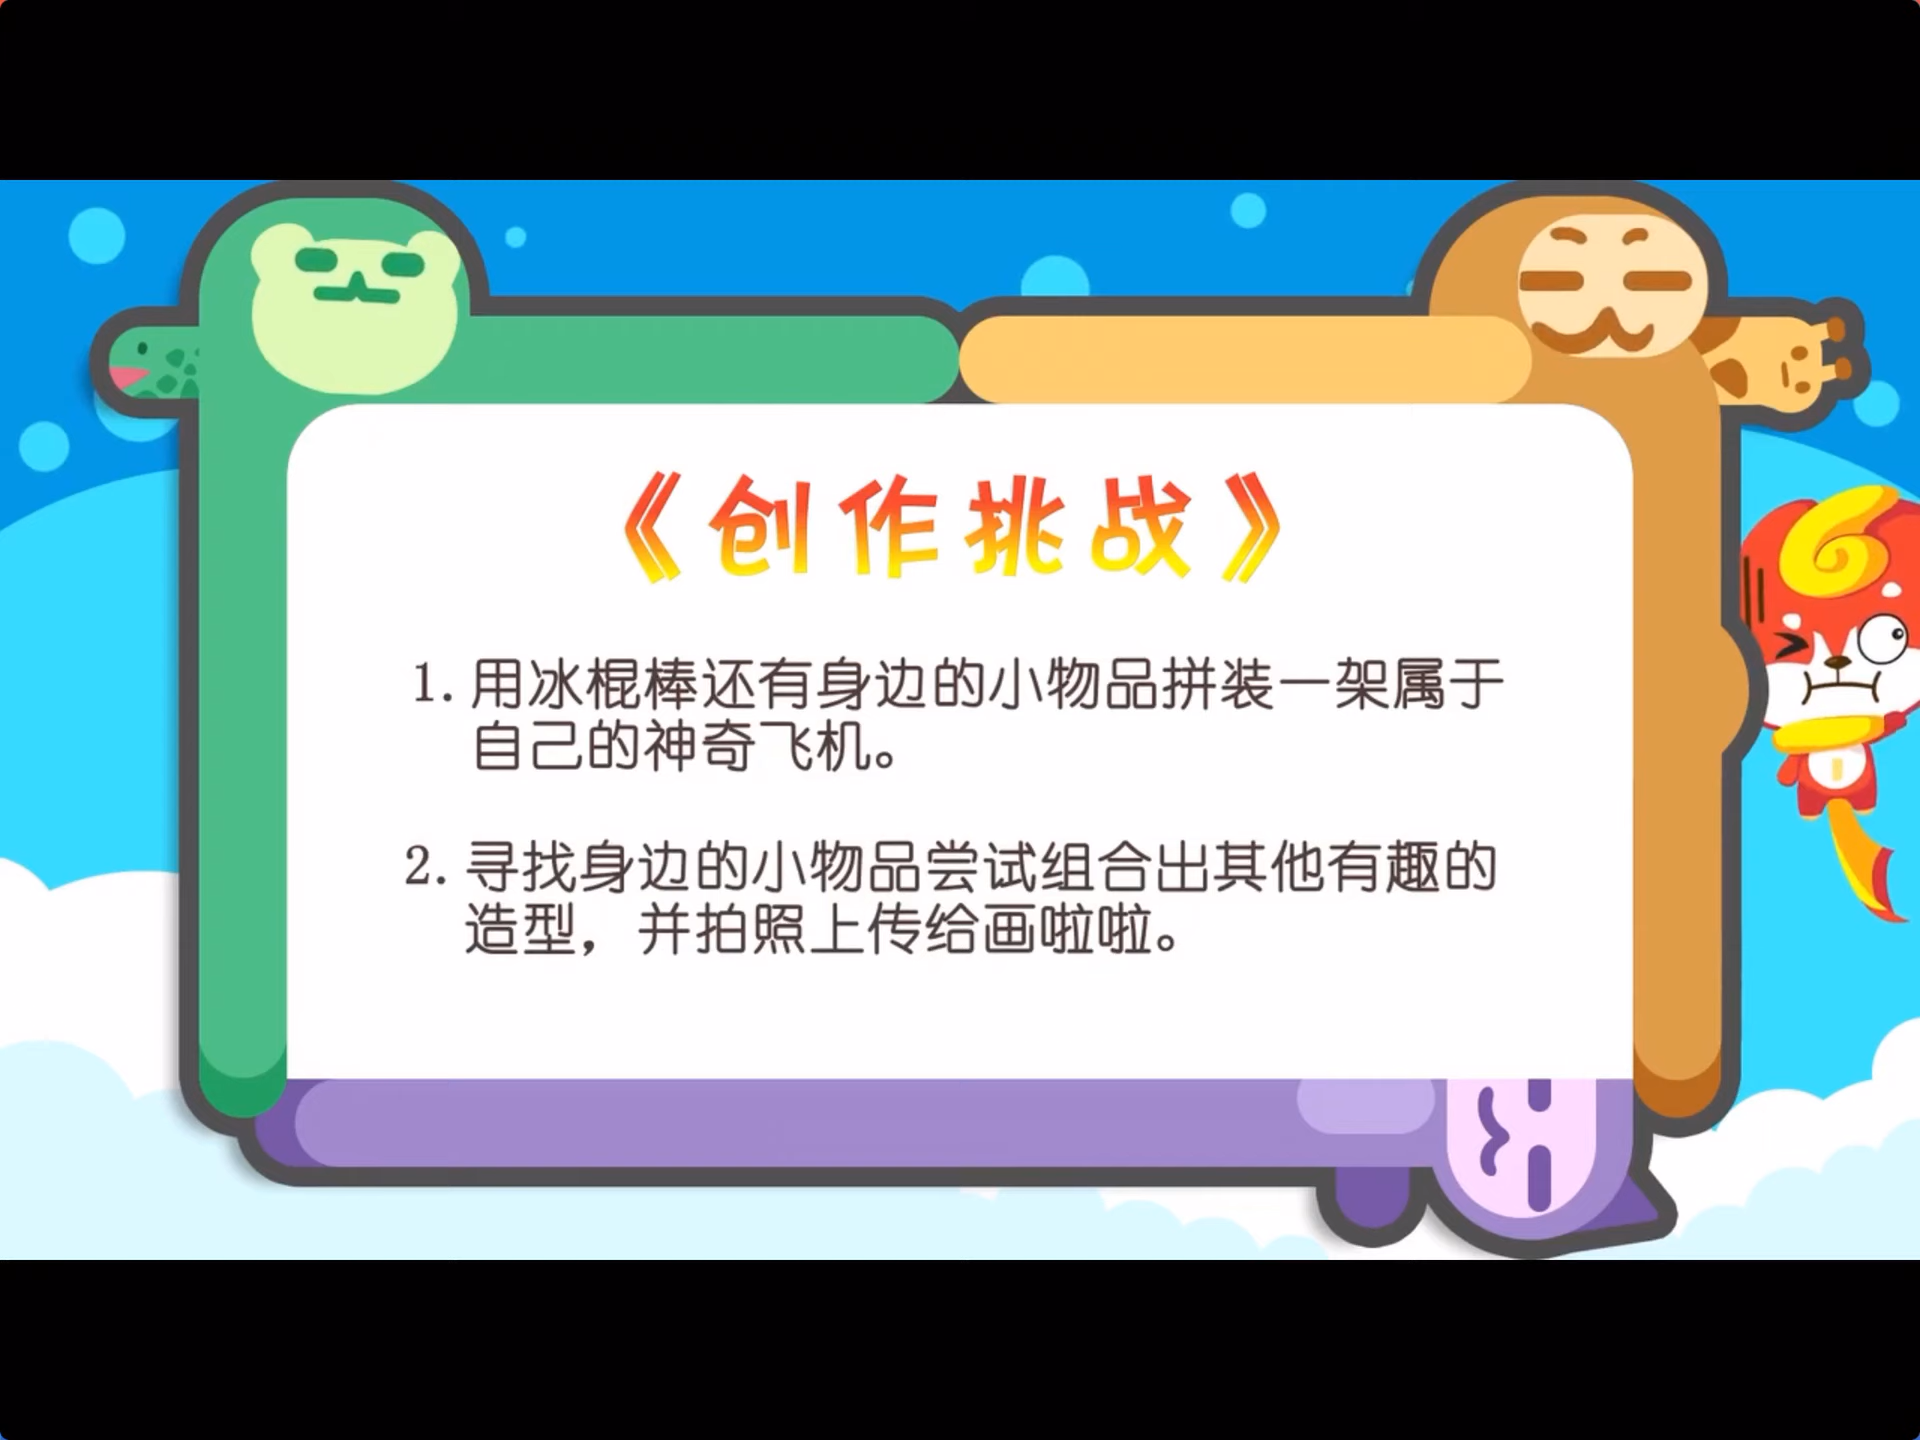 《创作挑战》
1. 用冰棍棒还有身边的小物品拼装一架属于
自己的神奇飞机。
2. 寻找身边的小物品尝试组合出其他有趣的
造型，并拍照上传给画啦啦。